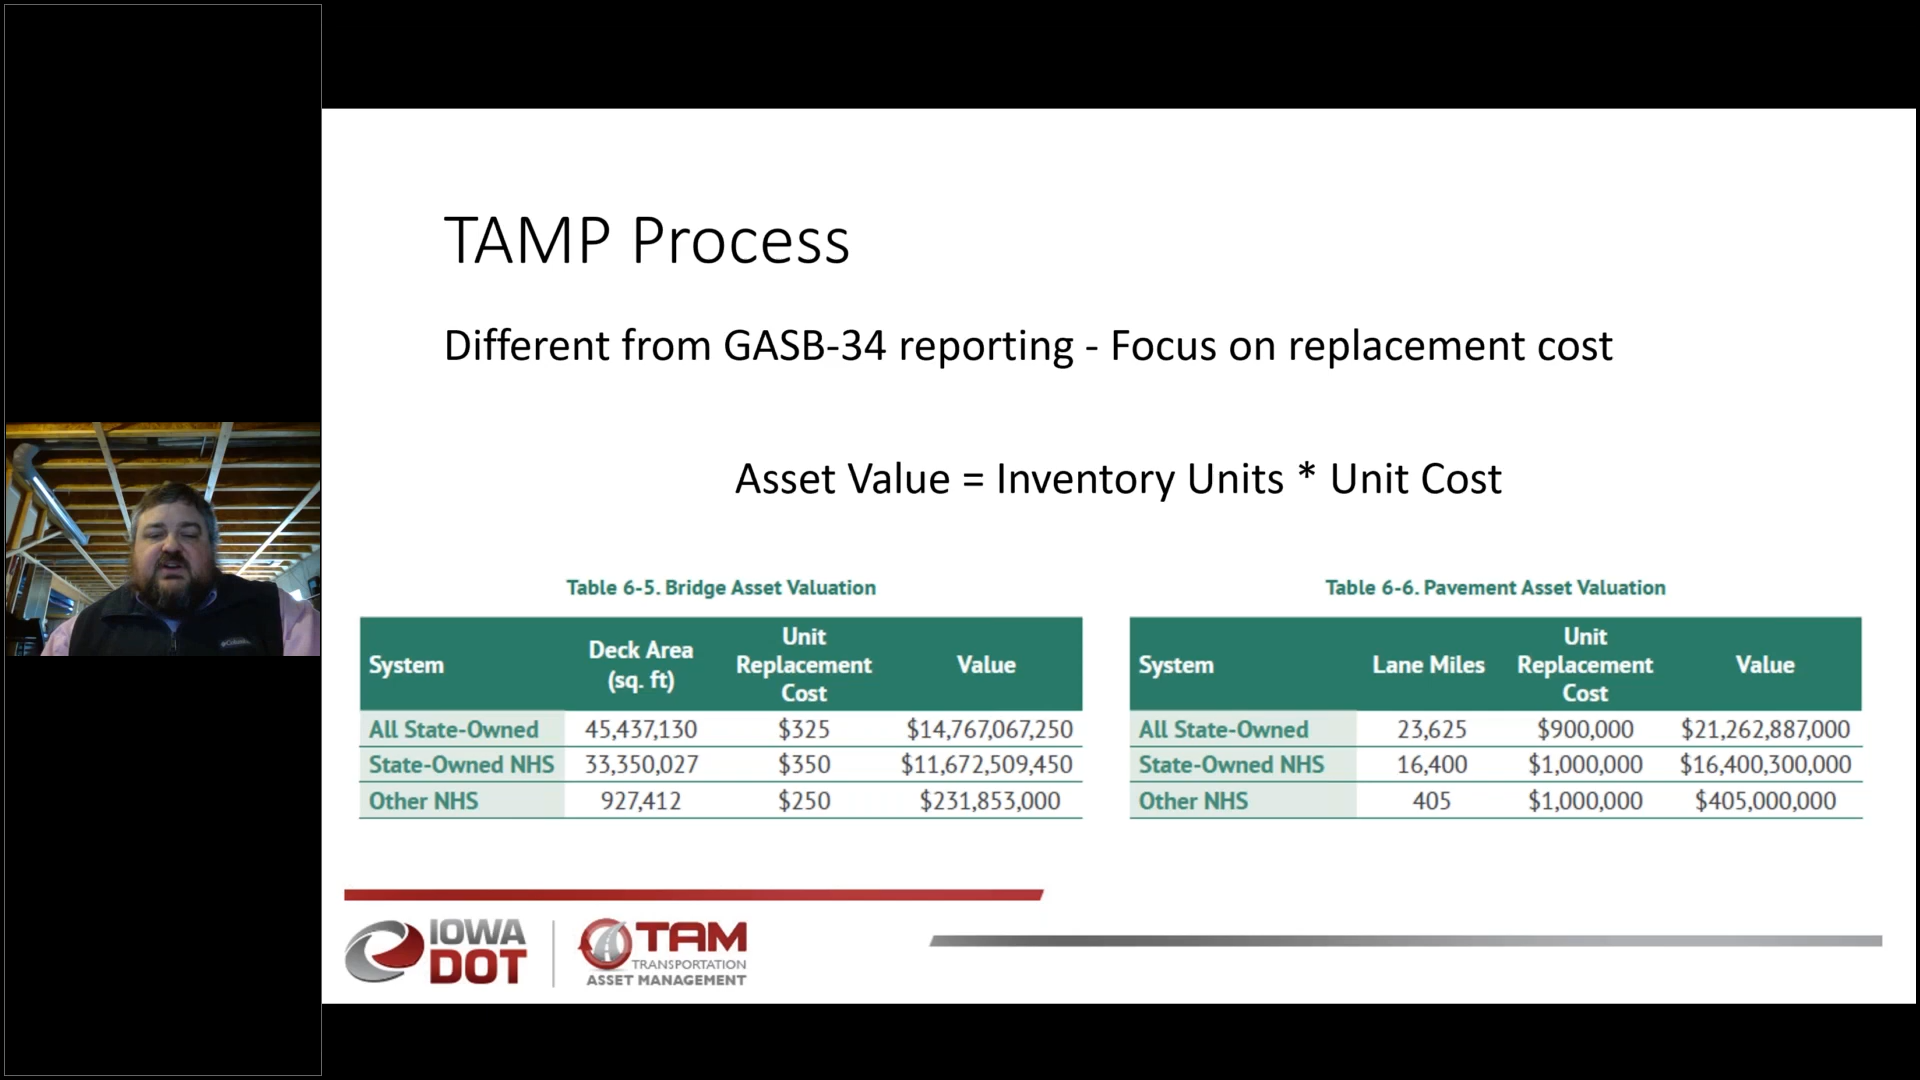 TAMP Process
Different from GASB-34 reporting - Focus on replacement cost
Asset Value = Inventory Units * Unit Cost
Table 6-5. Bridge Asset Valuation
System Deck Area (sq. ft) Unit Replacement Cost Value
All State-Owned 45,437,130 $325 $14,767,067,250
State-Owned NHS 33,350,027 $350 $11,672,509,450
Other NHS 927,412 $250 $231,853,000
Table 6-6. Pavement Asset Valuation
System Lane Miles Unit Replacement Cost Value
All State-Owned 23,625 $900,000 $21,262,887,000
State-Owned NHS 16,400 $1,000,000 $16,400,300,000
Other NHS 405 $1,000,000 $405,000,000
IOWA
DOT
TAM
TRANSPORTATION
ASSET MANAGEMENT